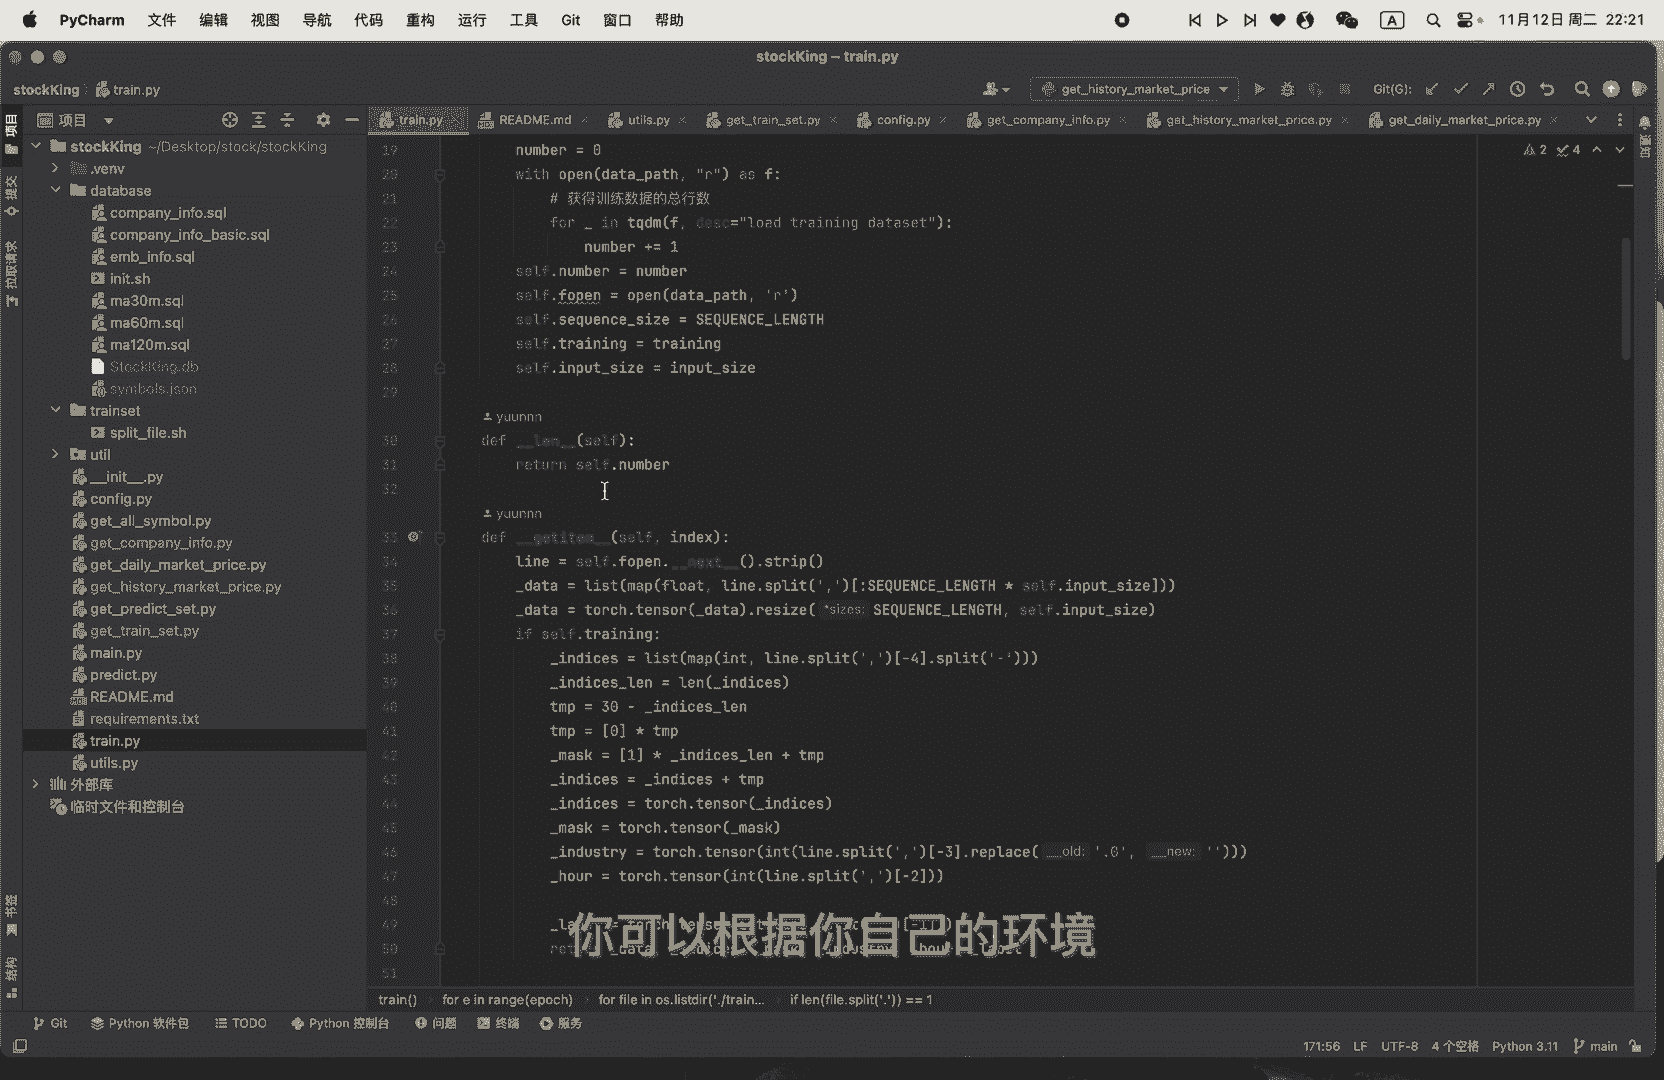 PyCharm 文件 编辑 视图 导航 代码 重构 运行 工具 Git 窗口 帮助 A 11月12日 周二 22:21
stockKing – train.py
stockKing train.py get_history_market_price Git(G):
项目 train.py README.md utils.py get_train_set.py config.py get_company_info.py get_history_market_price.py get_daily_market_price.py
项目
提交
拉取请求
书签
结构
通知
stockKing ~/Desktop/stock/stockKing
.venv
database
company_info.sql
company_info_basic.sql
emb_info.sql
init.sh
ma30m.sql
ma60m.sql
ma120m.sql
StockKing.db
symbols.json
trainset
split_file.sh
util
__init__.py
config.py
get_all_symbol.py
get_company_info.py
get_daily_market_price.py
get_history_market_price.py
get_predict_set.py
get_train_set.py
main.py
predict.py
README.md
requirements.txt
train.py
utils.py
外部库
临时文件和控制台
2 4
19 number = 0
20 with open(data_path, "r") as f:
21 # 获得训练数据的总行数
22 for _ in tqdm(f, desc="load training dataset"):
23 number += 1
24 self.number = number
25 self.fopen = open(data_path, 'r')
26 self.sequence_size = SEQUENCE_LENGTH
27 self.training = training
28 self.input_size = input_size
29
yuunnn
30 def __len__(self):
31 return self.number
32
yuunnn
33 def __getitem__(self, index):
34 line = self.fopen.__next__().strip()
35 _data = list(map(float, line.split(',')[:SEQUENCE_LENGTH * self.input_size]))
36 _data = torch.tensor(_data).resize( *sizes: SEQUENCE_LENGTH, self.input_size)
37 if self.training:
38 _indices = list(map(int, line.split(',')[-4].split('-')))
39 _indices_len = len(_indices)
40 tmp = 30 - _indices_len
41 tmp = [0] * tmp
42 _mask = [1] * _indices_len + tmp
43 _indices = _indices + tmp
44 _indices = torch.tensor(_indices)
45 _mask = torch.tensor(_mask)
46 _industry = torch.tensor(int(line.split(',')[-3].replace( __old: '.0', __new: '')))
47 _hour = torch.tensor(int(line.split(',')[-2]))
48
49
50
51
你可以根据你自己的环境
train() for e in range(epoch) for file in os.listdir('./train... if len(file.split('.')) == 1
Git Python 软件包 TODO Python 控制台 问题 终端 服务
171:56 LF UTF-8 4 个空格 Python 3.11 main